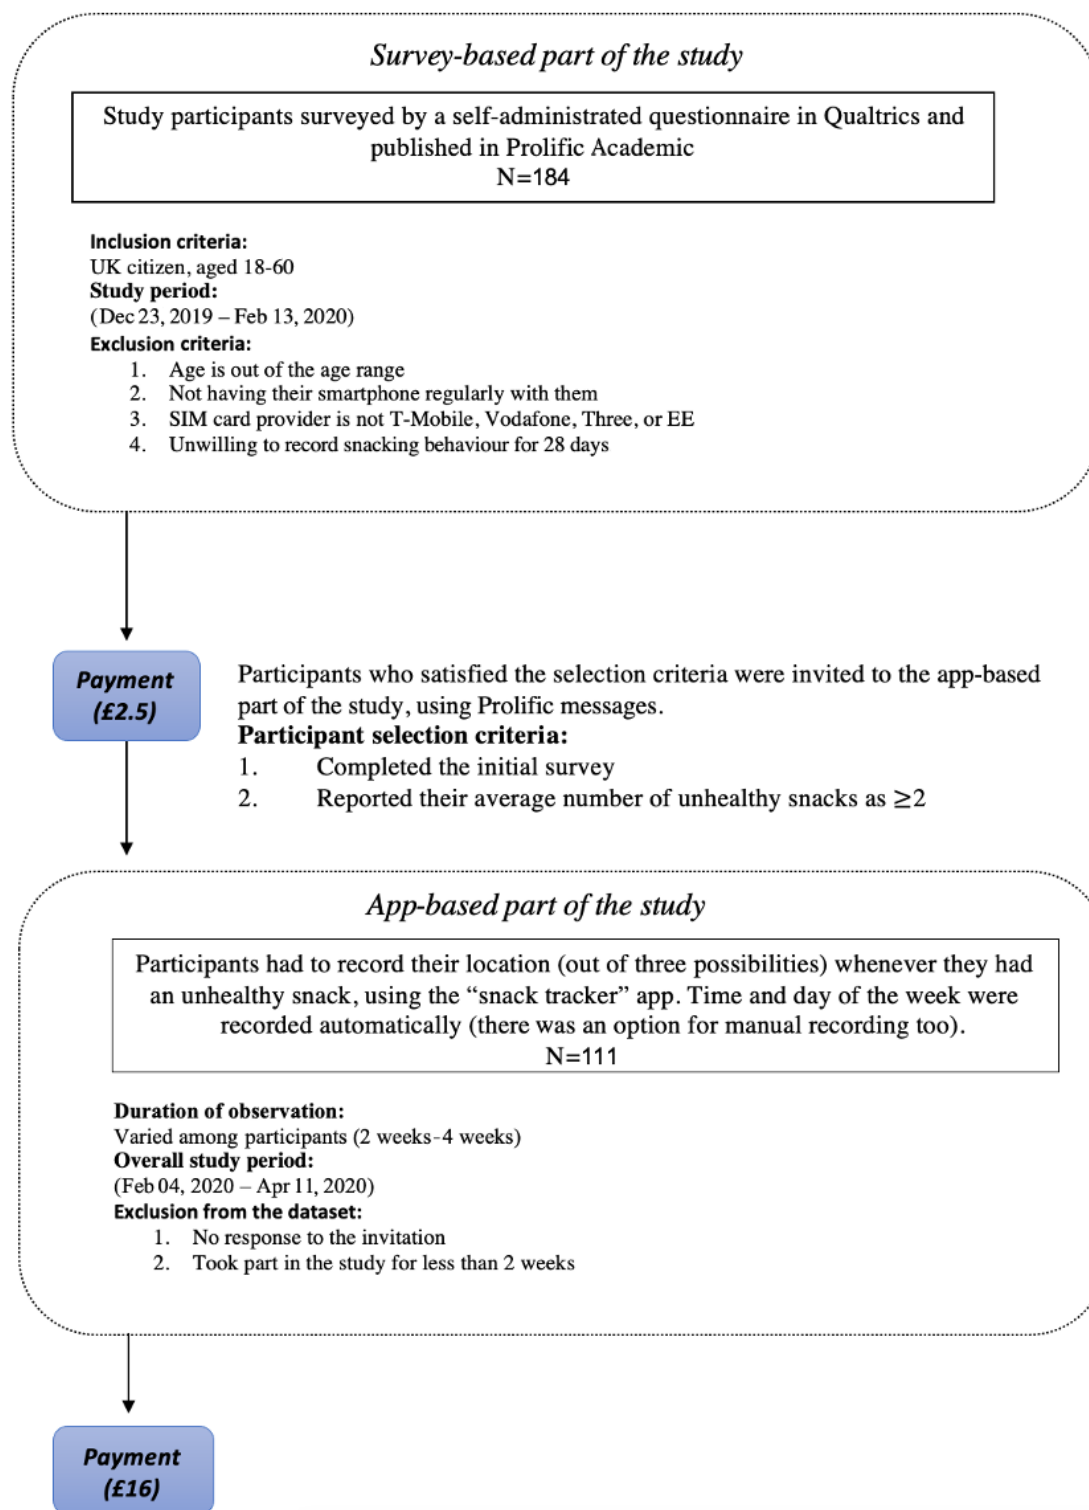 Survey-based part of the study
Study participants surveyed by a self-administrated questionnaire in Qualtrics and
published in Prolific Academic
N=184
Inclusion criteria:
UK citizen, aged 18-60
Study period:
(Dec 23, 2019 – Feb 13, 2020)
Exclusion criteria:
1. Age is out of the age range
2. Not having their smartphone regularly with them
3. SIM card provider is not T-Mobile, Vodafone, Three, or EE
4. Unwilling to record snacking behaviour for 28 days
Payment
(£2.5)
Participants who satisfied the selection criteria were invited to the app-based
part of the study, using Prolific messages.
Participant selection criteria:
1. Completed the initial survey
2. Reported their average number of unhealthy snacks as ≥2
App-based part of the study
Participants had to record their location (out of three possibilities) whenever they had
an unhealthy snack, using the “snack tracker” app. Time and day of the week were
recorded automatically (there was an option for manual recording too).
N=111
Duration of observation:
Varied among participants (2 weeks-4 weeks)
Overall study period:
(Feb 04, 2020 – Apr 11, 2020)
Exclusion from the dataset:
1. No response to the invitation
2. Took part in the study for less than 2 weeks
Payment
(£16)